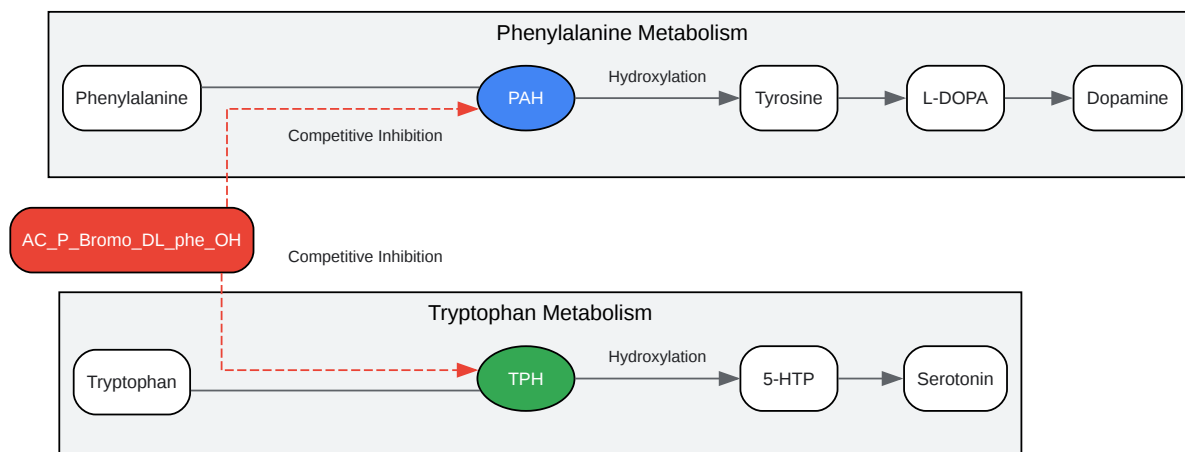 Phenylalanine Metabolism
Phenylalanine
PAH
Hydroxylation
Tyrosine
L-DOPA
Dopamine
Competitive Inhibition
AC_P_Bromo_DL_phe_OH
Competitive Inhibition
Tryptophan Metabolism
Tryptophan
TPH
Hydroxylation
5-HTP
Serotonin